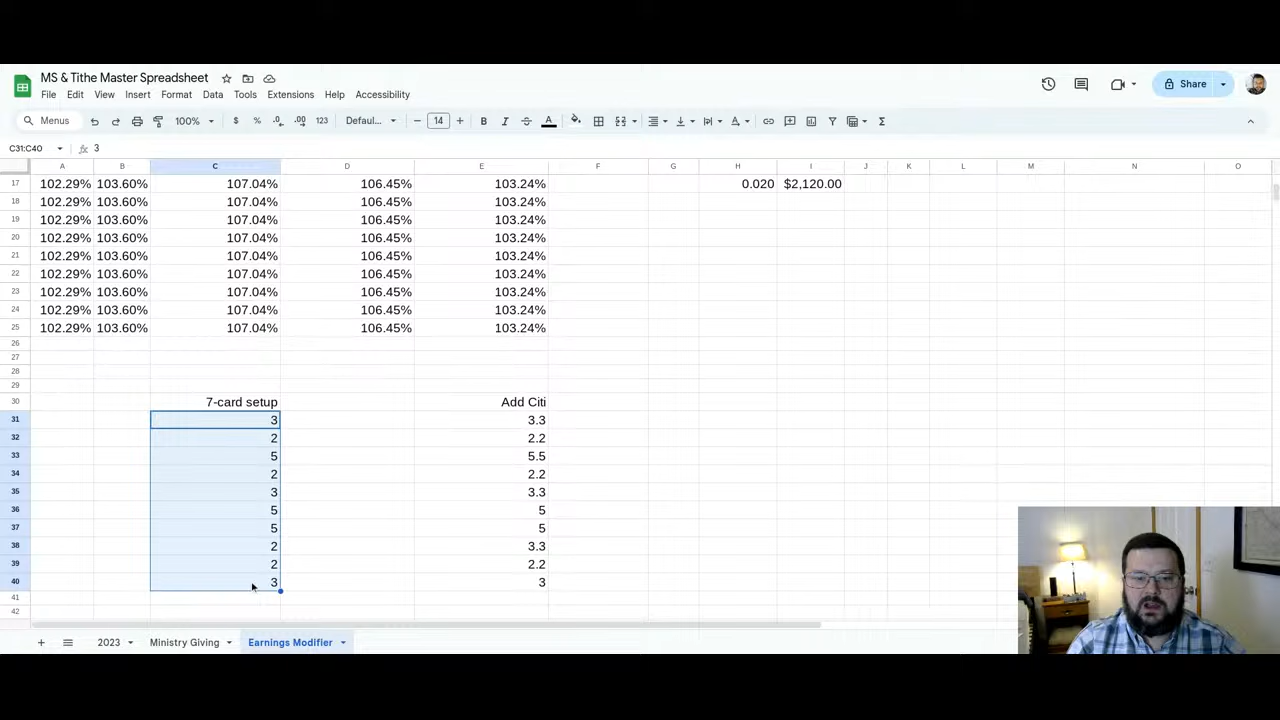 MS & Tithe Master Spreadsheet
File Edit View Insert Format Data Tools Extensions Help Accessibility
Share
Menus 100% $ % .0 .00 123 Defaul... 14 B I A
C31:C40 fx 3
A B C D E F G H I J K L M N O
17 102.29% 103.60% 107.04% 106.45% 103.24% 0.020 $2,120.00
18 102.29% 103.60% 107.04% 106.45% 103.24%
19 102.29% 103.60% 107.04% 106.45% 103.24%
20 102.29% 103.60% 107.04% 106.45% 103.24%
21 102.29% 103.60% 107.04% 106.45% 103.24%
22 102.29% 103.60% 107.04% 106.45% 103.24%
23 102.29% 103.60% 107.04% 106.45% 103.24%
24 102.29% 103.60% 107.04% 106.45% 103.24%
25 102.29% 103.60% 107.04% 106.45% 103.24%
26
27
28
29
30 7-card setup Add Citi
31 3 3.3
32 2 2.2
33 5 5.5
34 2 2.2
35 3 3.3
36 5 5
37 5 5
38 2 3.3
39 2 2.2
40 3 3
41
42
2023 Ministry Giving Earnings Modifier